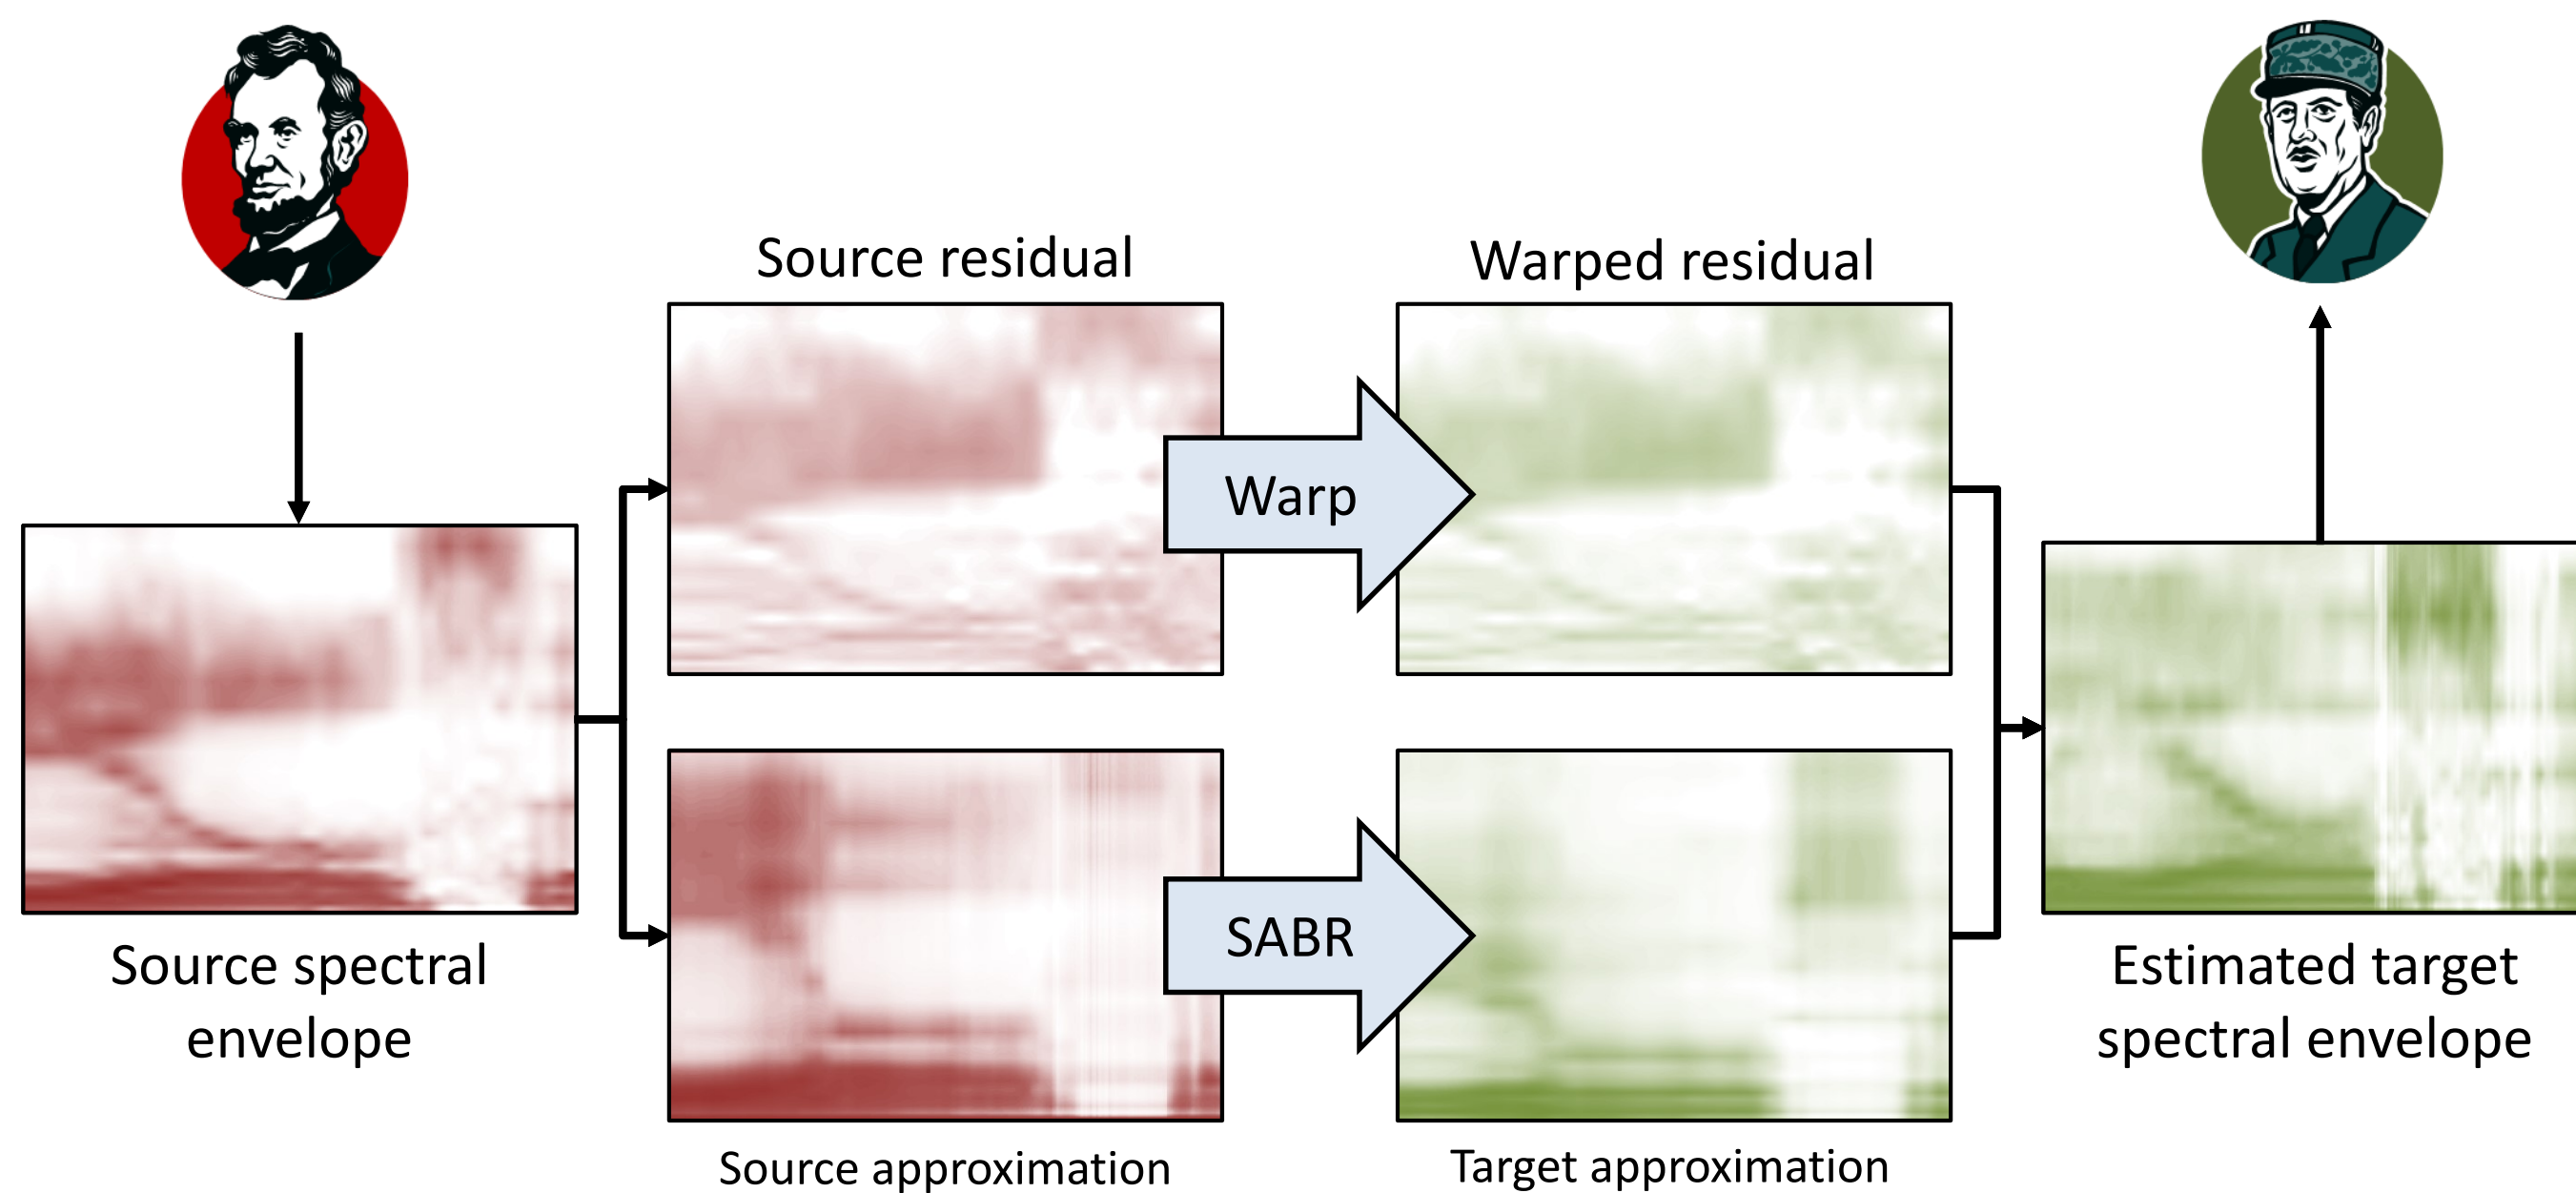 Source residual
Warped residual
Warp
Source spectral
envelope
SABR
Estimated target
spectral envelope
Source approximation
Target approximation